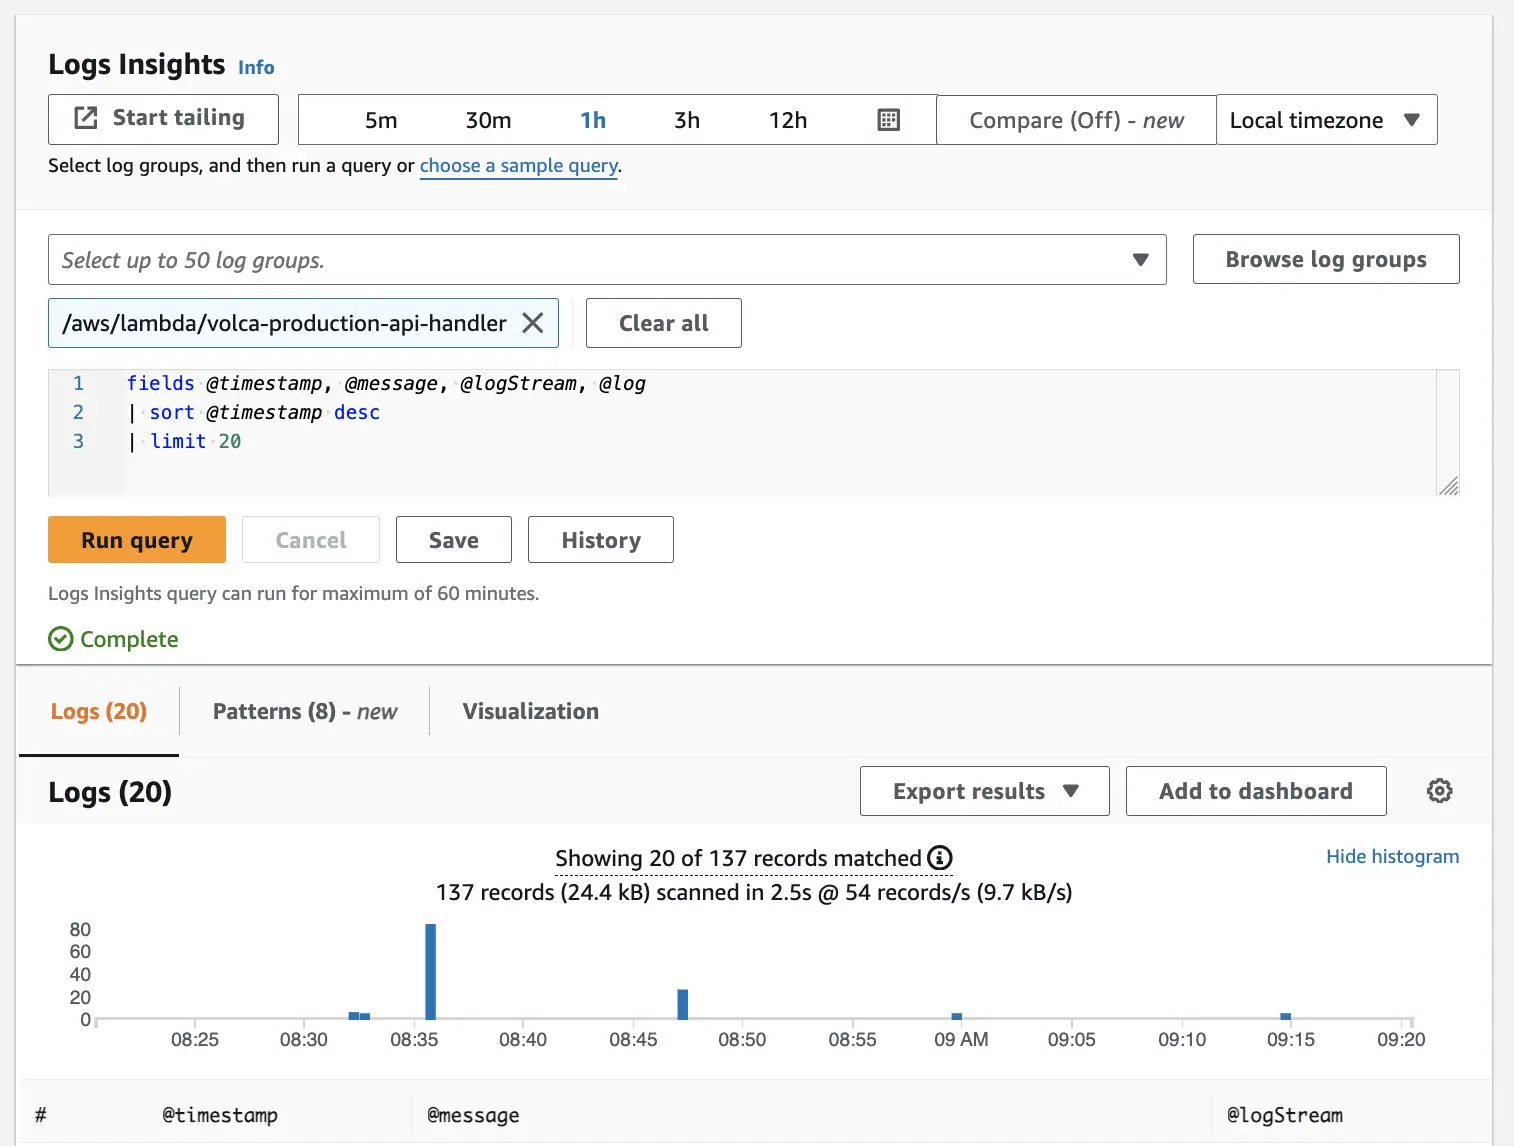 Logs Insights Info
Start tailing 5m 30m 1h 3h 12h Compare (Off) - new Local timezone
Select log groups, and then run a query or choose a sample query.
Select up to 50 log groups. Browse log groups
/aws/lambda/volca-production-api-handler Clear all
1 fields @timestamp, @message, @logStream, @log
2 | sort @timestamp desc
3 | limit 20
Run query Cancel Save History
Logs Insights query can run for maximum of 60 minutes.
Complete
Logs (20) Patterns (8) - new Visualization
Logs (20) Export results Add to dashboard
Showing 20 of 137 records matched Hide histogram
137 records (24.4 kB) scanned in 2.5s @ 54 records/s (9.7 kB/s)
80
60
40
20
0
08:25 08:30 08:35 08:40 08:45 08:50 08:55 09 AM 09:05 09:10 09:15 09:20
# @timestamp @message @logStream